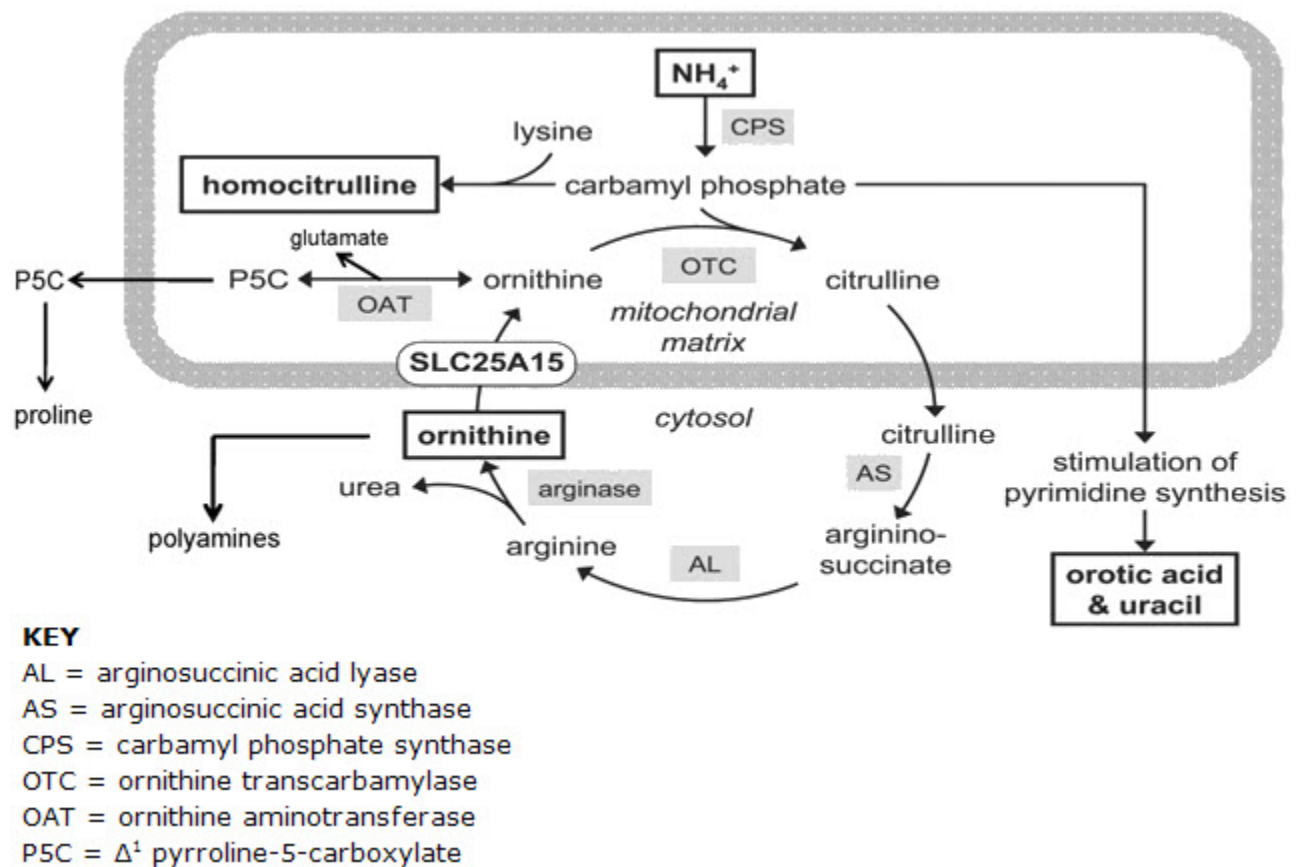 NH₄⁺
CPS
lysine
homocitrulline
carbamyl phosphate
glutamate
P5C
P5C
OAT
ornithine
OTC
citrulline
mitochondrial
matrix
SLC25A15
proline
cytosol
ornithine
citrulline
AS
stimulation of
pyrimidine synthesis
urea
arginase
polyamines
arginine
AL
arginino-
succinate
orotic acid
& uracil
KEY
AL = arginosuccinic acid lyase
AS = arginosuccinic acid synthase
CPS = carbamyl phosphate synthase
OTC = ornithine transcarbamylase
OAT = ornithine aminotransferase
P5C = Δ¹ pyrroline-5-carboxylate